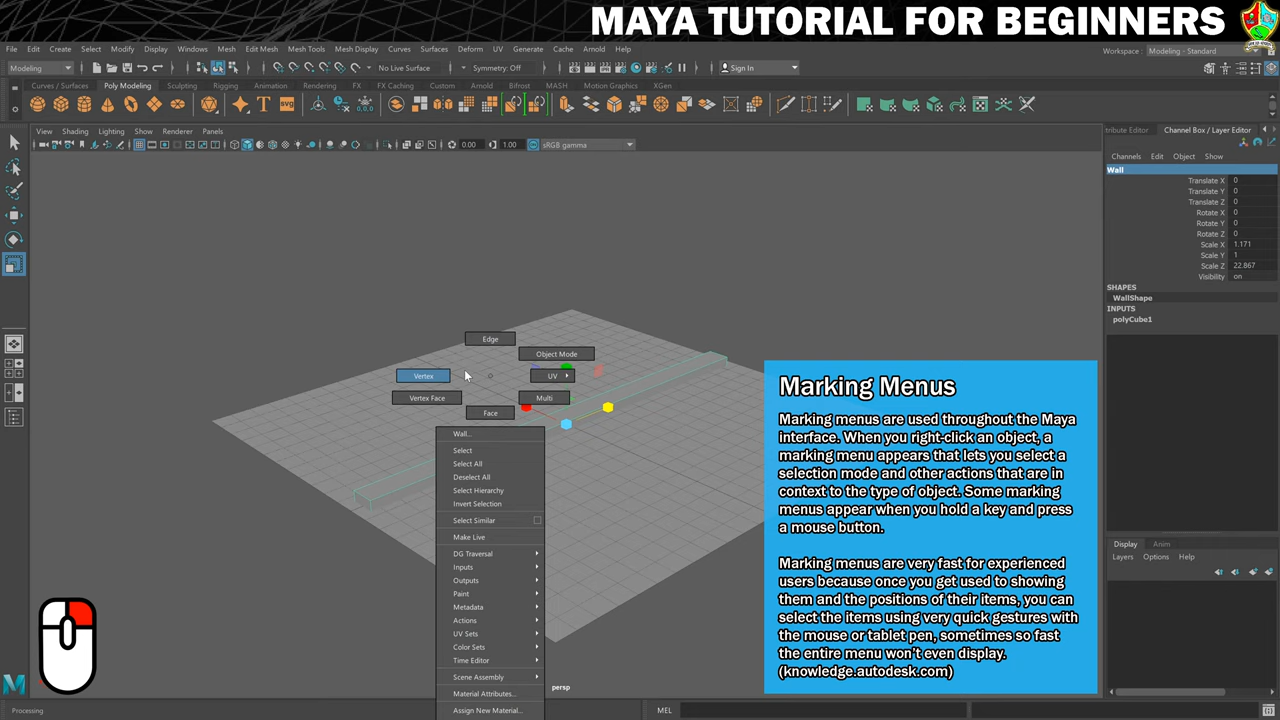 MAYA TUTORIAL FOR BEGINNERS
File Edit Create Select Modify Display Windows Mesh Edit Mesh Mesh Tools Mesh Display Curves Surfaces Deform UV Generate Cache Arnold Help
Workspace: Modeling - Standard
Modeling No Live Surface Symmetry: Off Sign In
Curves / Surfaces Poly Modeling Sculpting Rigging Animation Rendering FX FX Caching Custom Arnold Bifrost MASH Motion Graphics XGen
SVG
View Shading Lighting Show Renderer Panels
0.00 1.00 sRGB gamma
tribute Editor Channel Box / Layer Editor
Channels Edit Object Show
Wall
Translate X 0
Translate Y 0
Translate Z 0
Rotate X 0
Rotate Y 0
Rotate Z 0
Scale X 1.171
Scale Y 1
Scale Z 22.867
Visibility on
SHAPES
WallShape
INPUTS
polyCube1
Edge
Object Mode
Vertex
UV
Vertex Face
Multi
Face
Wall...
Select
Select All
Deselect All
Select Hierarchy
Invert Selection
Select Similar
Make Live
DG Traversal
Inputs
Outputs
Paint
Metadata
Actions
UV Sets
Color Sets
Time Editor
Scene Assembly
Material Attributes...
Assign New Material...
Marking Menus
Marking menus are used throughout the Maya
interface. When you right-click an object, a
marking menu appears that lets you select a
selection mode and other actions that are in
context to the type of object. Some marking
menus appear when you hold a key and press
a mouse button.
Marking menus are very fast for experienced
users because once you get used to showing
them and the positions of their items, you can
select the items using very quick gestures with
the mouse or tablet pen, sometimes so fast
the entire menu won't even display.
(knowledge.autodesk.com)
Display Anim
Layers Options Help
persp
Processing
MEL